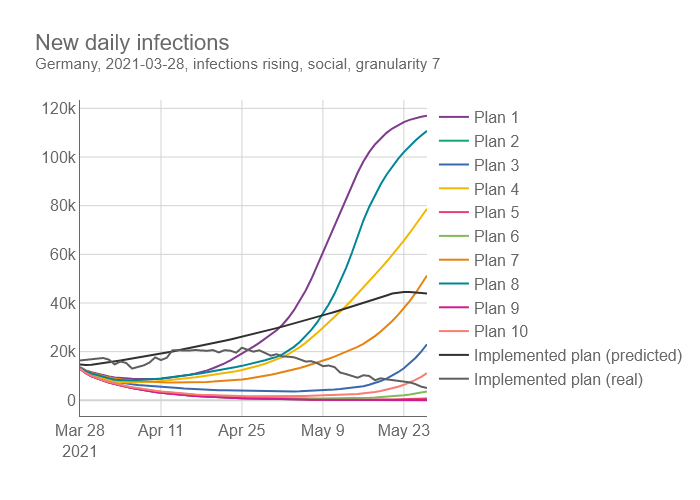 New daily infections
Germany, 2021-03-28, infections rising, social, granularity 7
120k
100k
80k
60k
40k
20k
0
Mar 28
2021
Apr 11
Apr 25
May 9
May 23
Plan 1
Plan 2
Plan 3
Plan 4
Plan 5
Plan 6
Plan 7
Plan 8
Plan 9
Plan 10
Implemented plan (predicted)
Implemented plan (real)